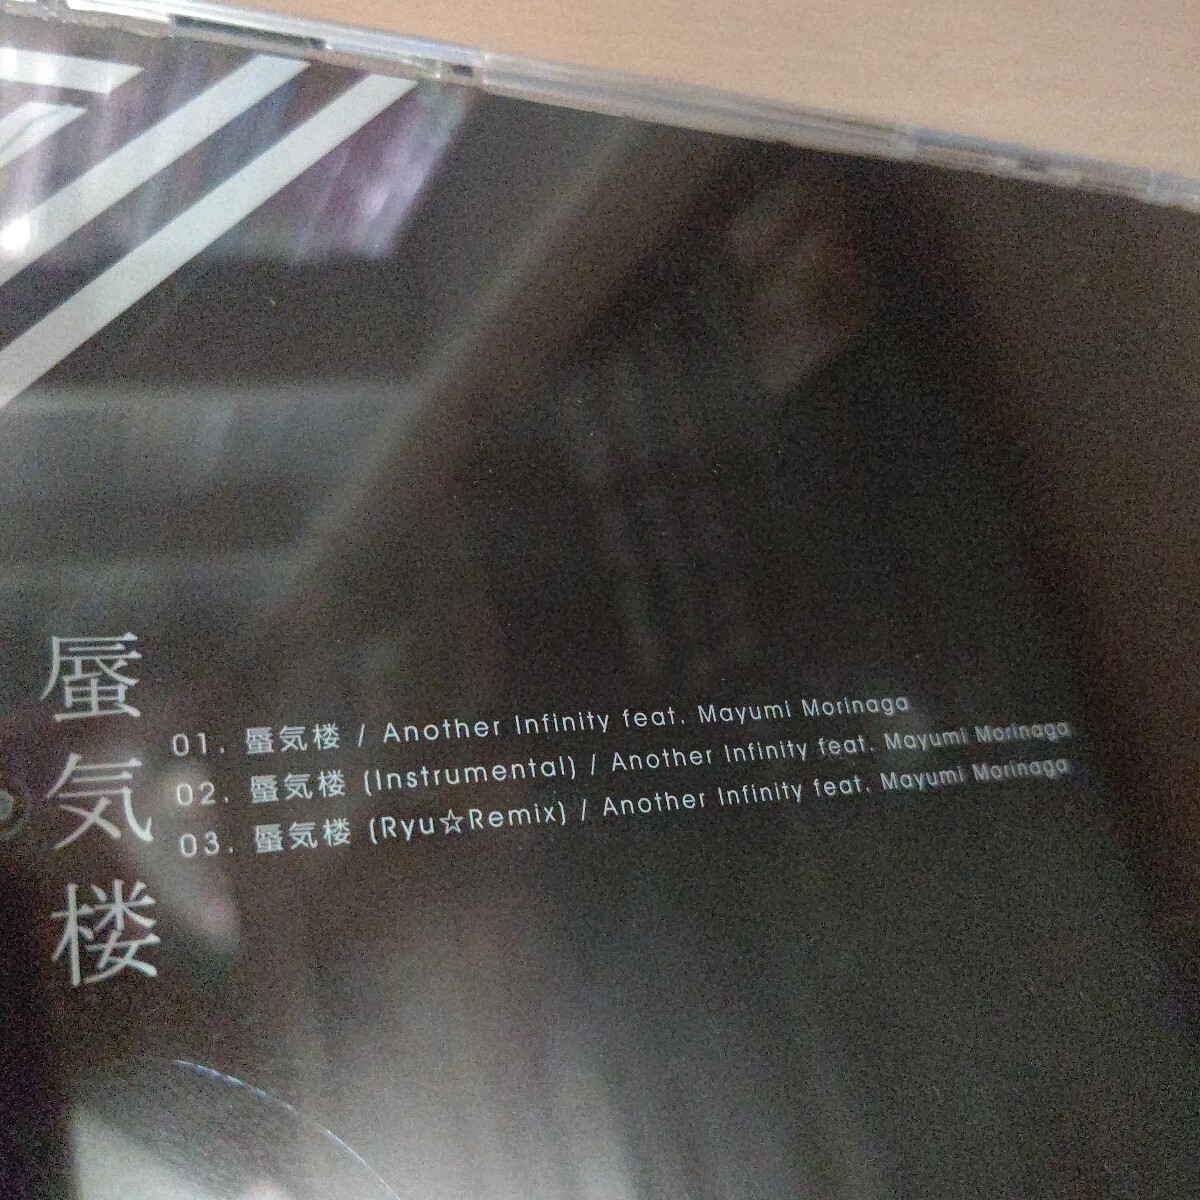 蜃気楼
01. 蜃気楼 / Another Infinity feat. Mayumi Morinaga
02. 蜃気楼 (Instrumental) / Another Infinity feat. Mayumi Morinaga
03. 蜃気楼 (Ryu☆Remix) / Another Infinity feat. Mayumi Morinaga